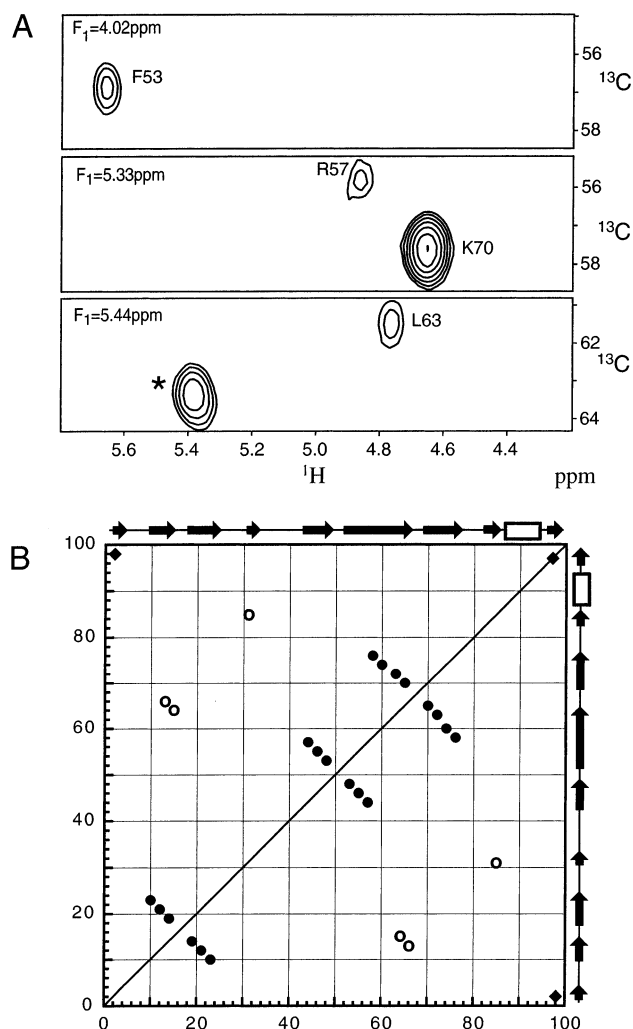 A
F1=4.02ppm
F53
56
13C
58
F1=5.33ppm
R57
56
13C
K70
58
F1=5.44ppm
L63
62
13C
*
64
5.6 5.4 5.2 5.0 4.8 4.6 4.4
1H ppm
B
100
80
60
40
20
0
0 20 40 60 80 100